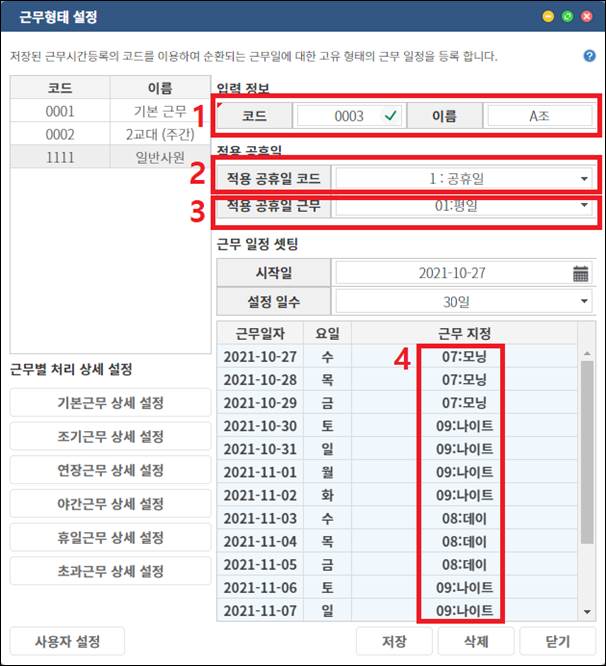 근무형태 설정
저장된 근무시간등록의 코드를 이용하여 순환되는 근무일에 대한 고유 형태의 근무 일정을 등록 합니다. ?
코드 이름
0001 기본 근무
0002 2교대 (주간)
1111 일반사원
입력 정보
1 코드 0003 이름 A조
적용 공휴일
2 적용 공휴일 코드 1 : 공휴일
3 적용 공휴일 근무 01:평일
근무 일정 셋팅
시작일 2021-10-27
설정 일수 30일
근무일자 요일 근무 지정
4
2021-10-27 수 07:모닝
2021-10-28 목 07:모닝
2021-10-29 금 07:모닝
2021-10-30 토 09:나이트
2021-10-31 일 09:나이트
2021-11-01 월 09:나이트
2021-11-02 화 09:나이트
2021-11-03 수 08:데이
2021-11-04 목 08:데이
2021-11-05 금 08:데이
2021-11-06 토 09:나이트
2021-11-07 일 09:나이트
근무별 처리 상세 설정
기본근무 상세 설정
조기근무 상세 설정
연장근무 상세 설정
야간근무 상세 설정
휴일근무 상세 설정
초과근무 상세 설정
사용자 설정 저장 삭제 닫기